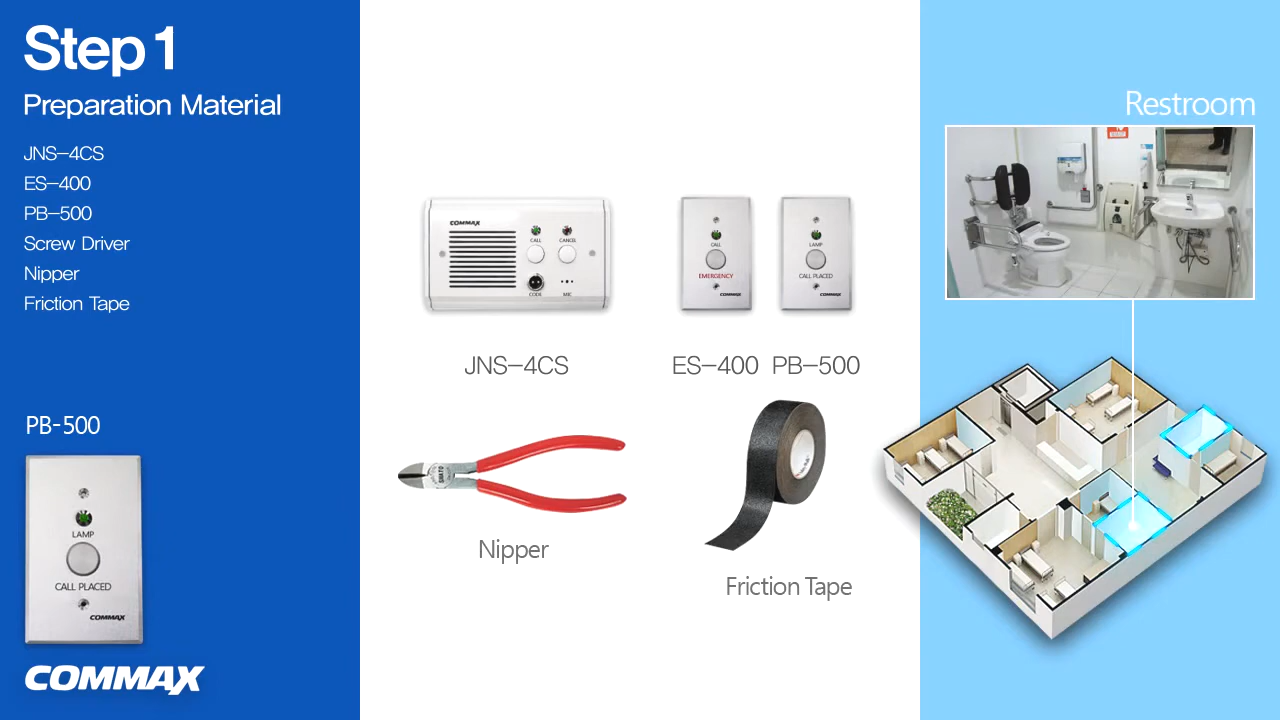 Step 1
Preparation Material
JNS-4CS
ES-400
PB-500
Screw Driver
Nipper
Friction Tape
PB-500
LAMP
CALL PLACED
COMMAX
COMMAX
COMMAX
CALL
CANCEL
CODE
MIC
JNS-4CS
CALL
EMERGENCY
COMMAX
ES-400
LAMP
CALL PLACED
COMMAX
PB-500
Nipper
Friction Tape
Restroom